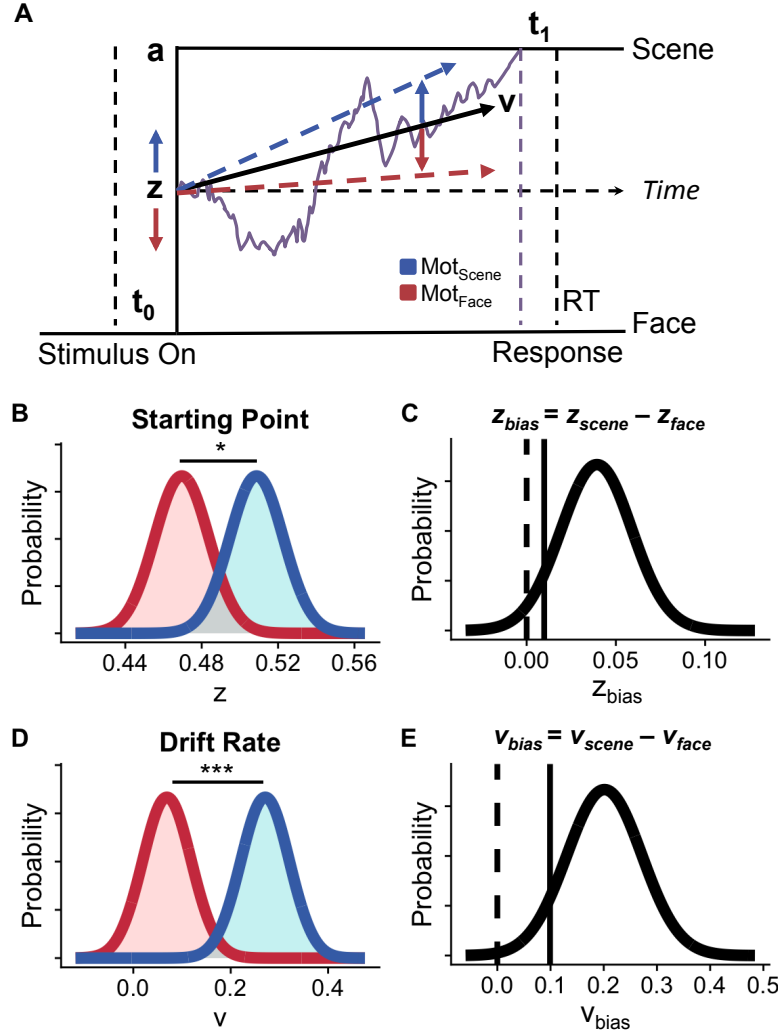 A
a
t1
Scene
v
z
Time
MotScene
MotFace
t0
RT
Face
Stimulus On
Response
B
Starting Point
*
Probability
0.44
0.48
0.52
0.56
z
C
zbias = zscene − zface
Probability
0.00
0.05
0.10
zbias
D
Drift Rate
***
Probability
0.0
0.2
0.4
v
E
vbias = vscene − vface
Probability
0.0
0.1
0.2
0.3
0.4
0.5
vbias